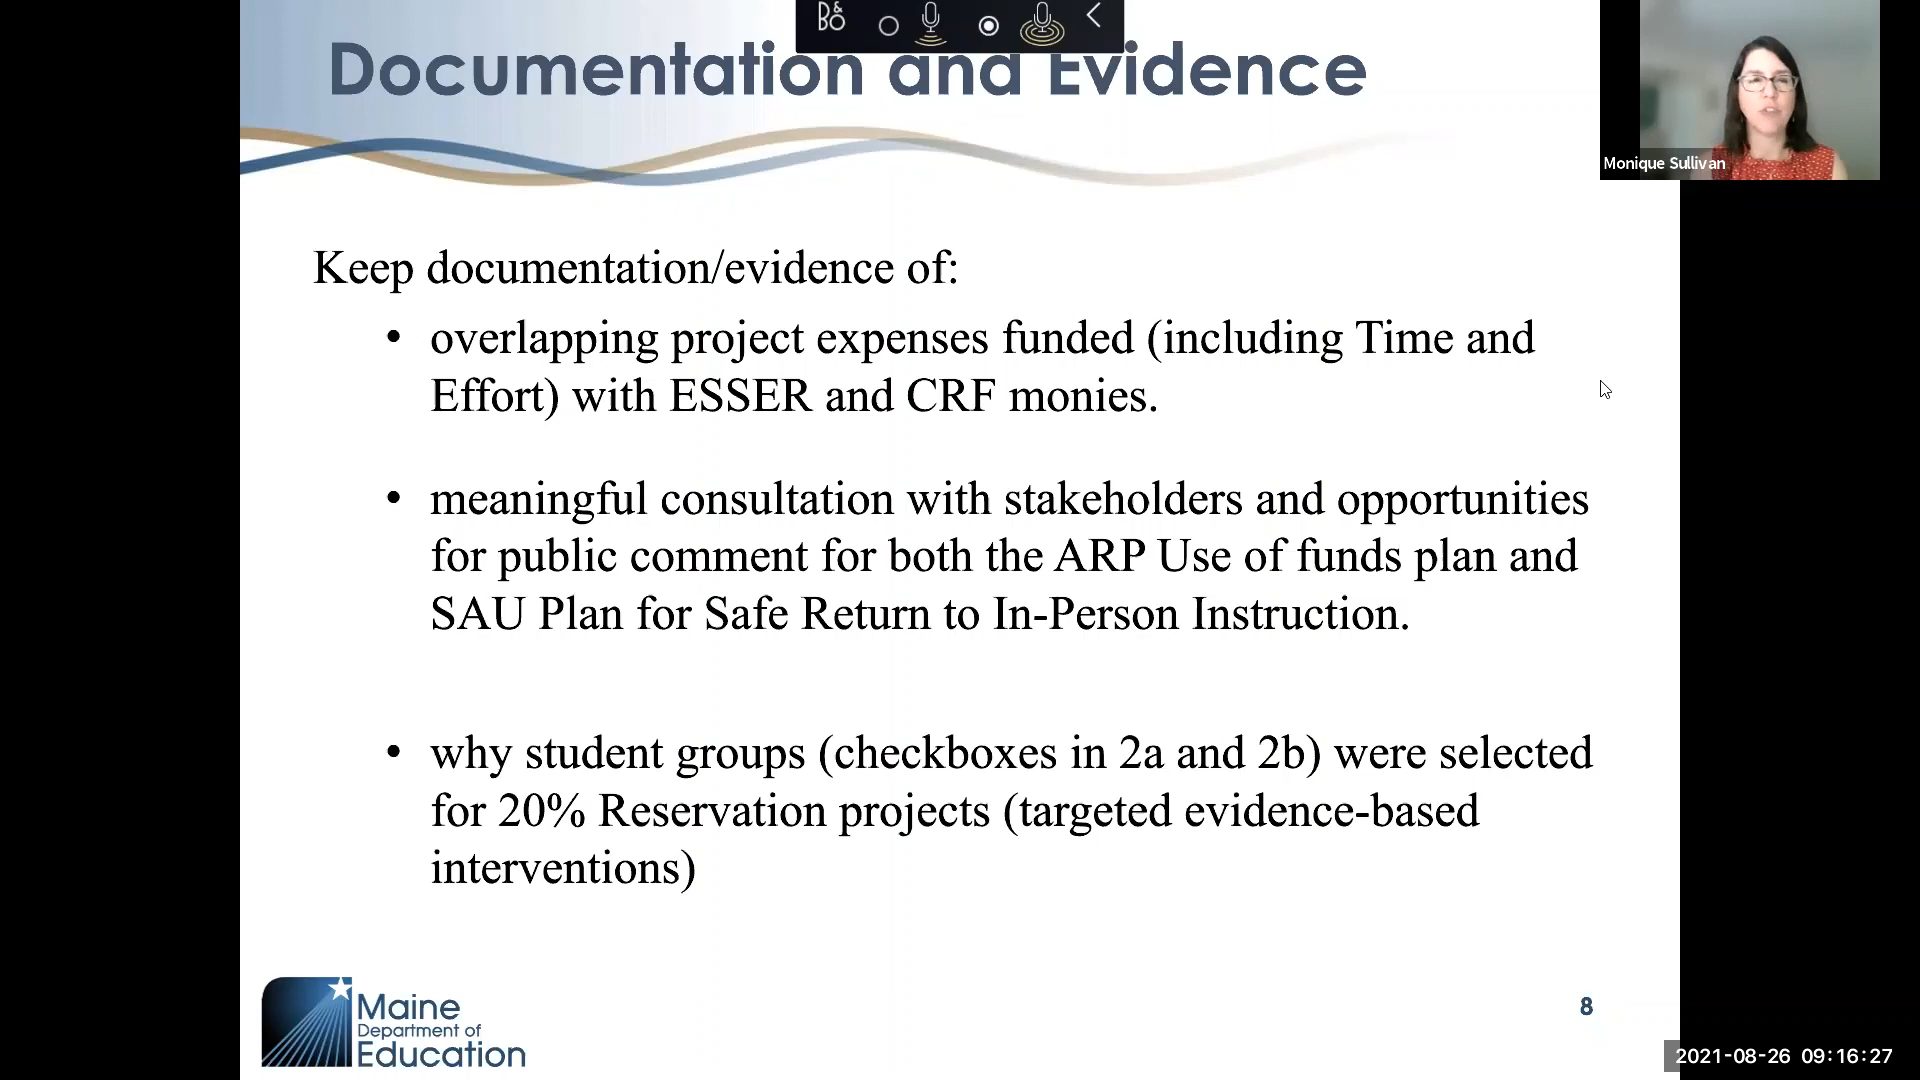 B&O
Documentation and Evidence
Monique Sullivan
Keep documentation/evidence of:
• overlapping project expenses funded (including Time and
Effort) with ESSER and CRF monies.
• meaningful consultation with stakeholders and opportunities
for public comment for both the ARP Use of funds plan and
SAU Plan for Safe Return to In-Person Instruction.
• why student groups (checkboxes in 2a and 2b) were selected
for 20% Reservation projects (targeted evidence-based
interventions)
Maine
Department of
Education
8
2021-08-26 09:16:27